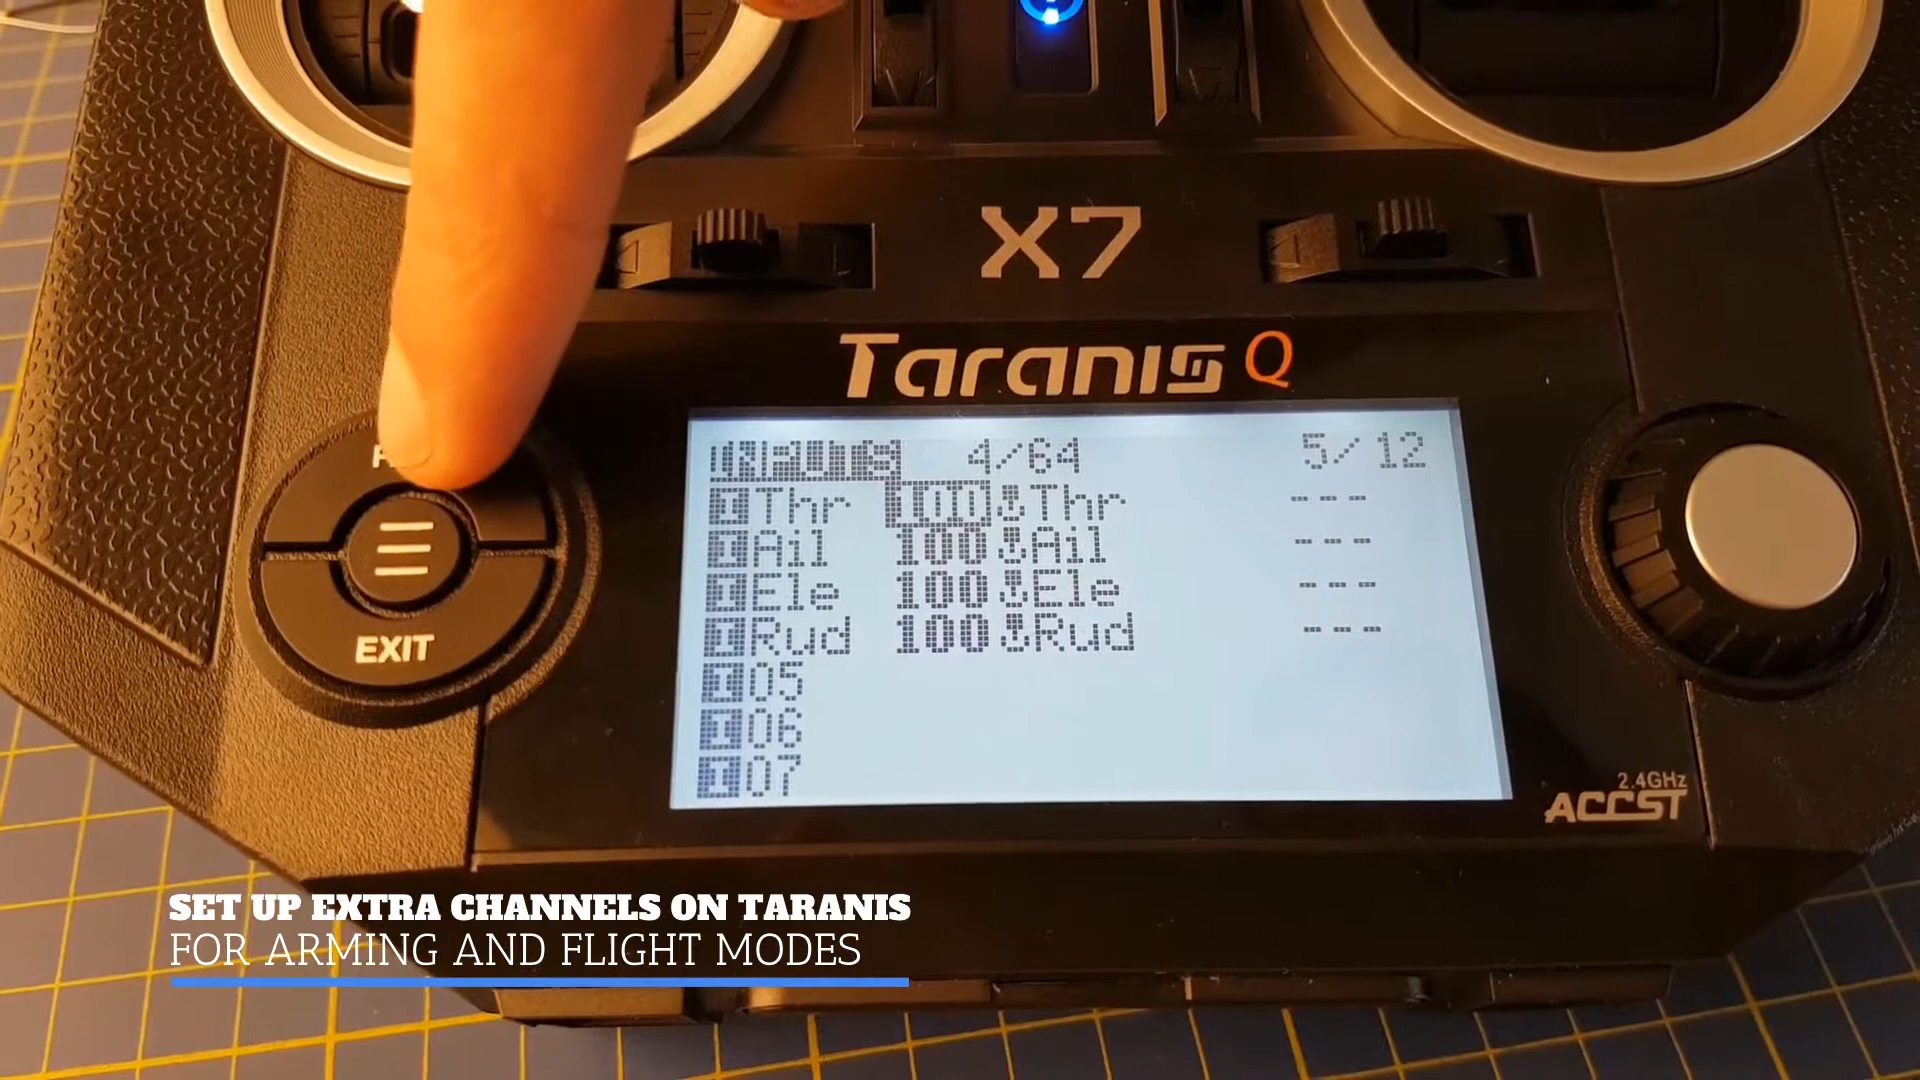 X7
Taranis Q
INPUTS 4/64 5/12
Thr 100 Thr ---
Ail 100 Ail ---
Ele 100 Ele ---
Rud 100 Rud ---
05
06
07
EXIT
2.4GHz
ACCST
SET UP EXTRA CHANNELS ON TARANIS
FOR ARMING AND FLIGHT MODES